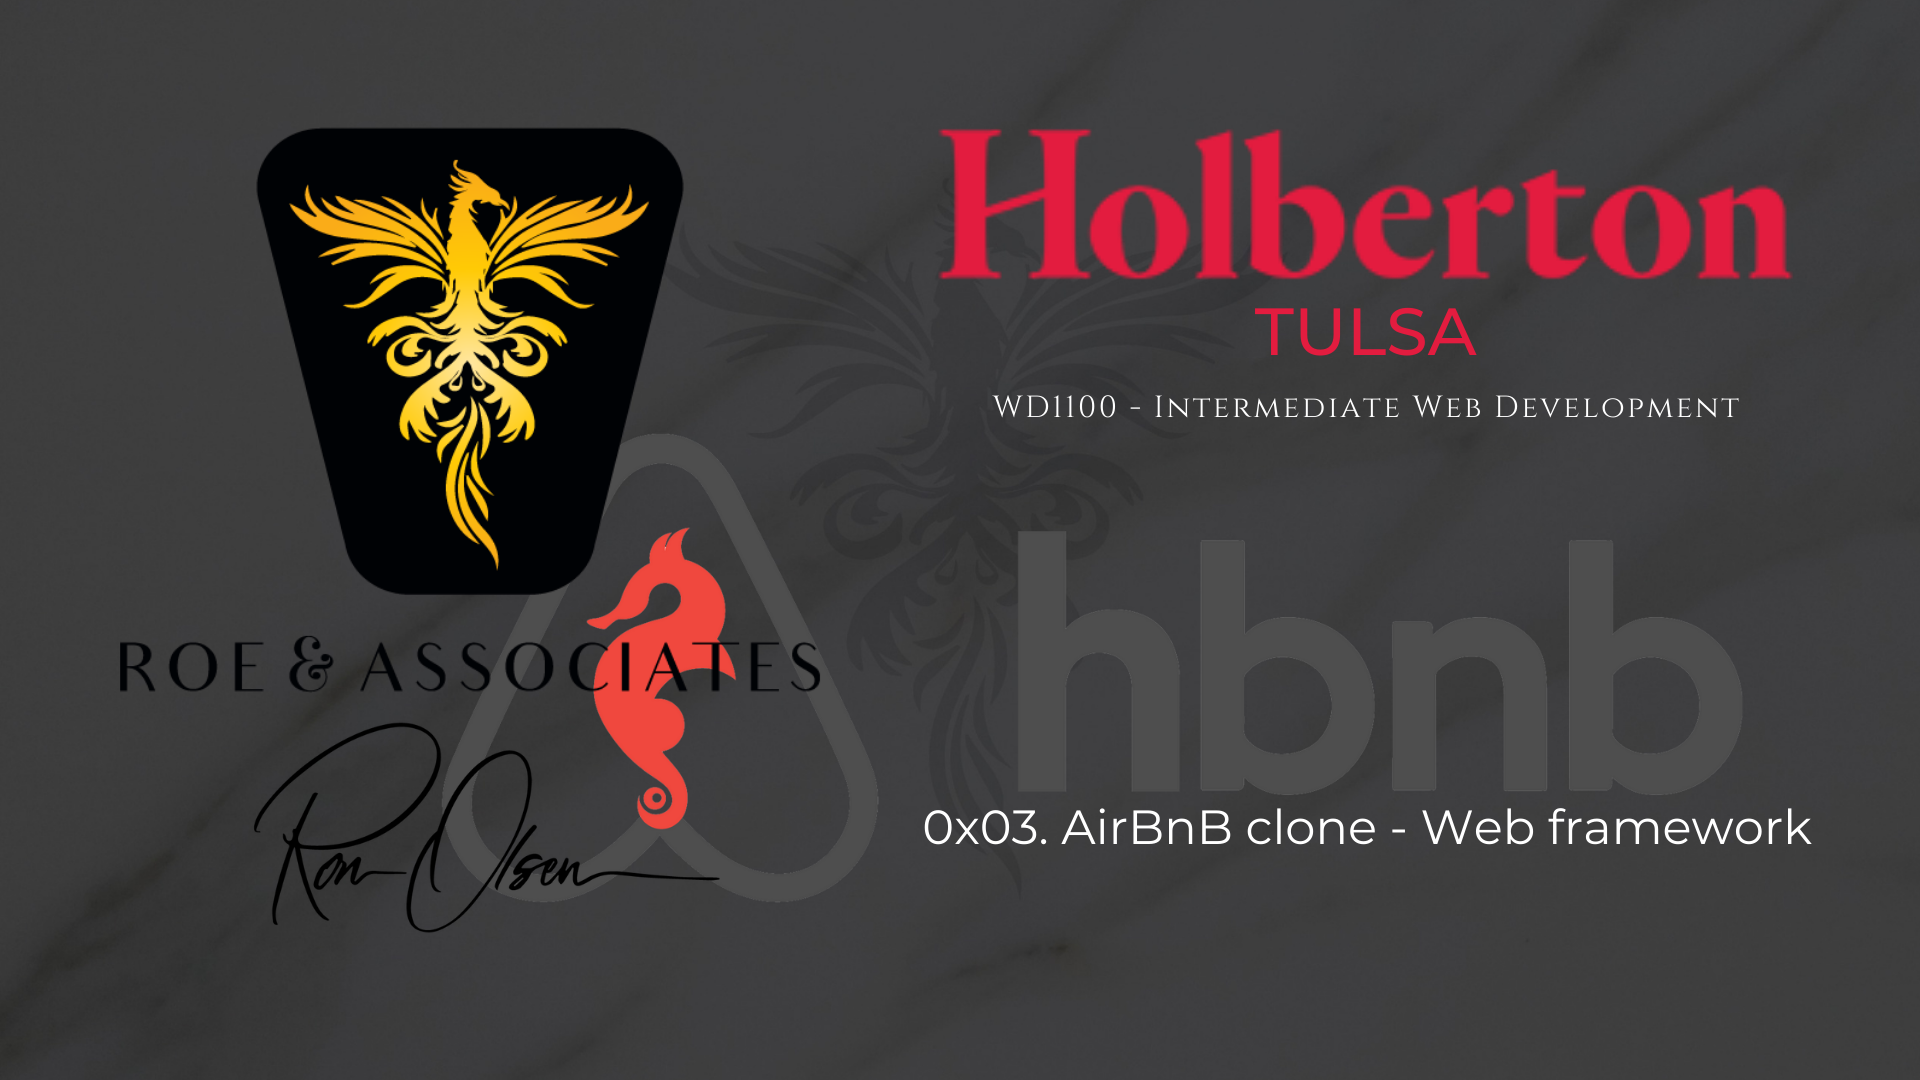 Holberton
TULSA
WD1100 - Intermediate Web Development
ROE & ASSOCIATES
Ron Olsen
hbnb
0x03. AirBnB clone - Web framework